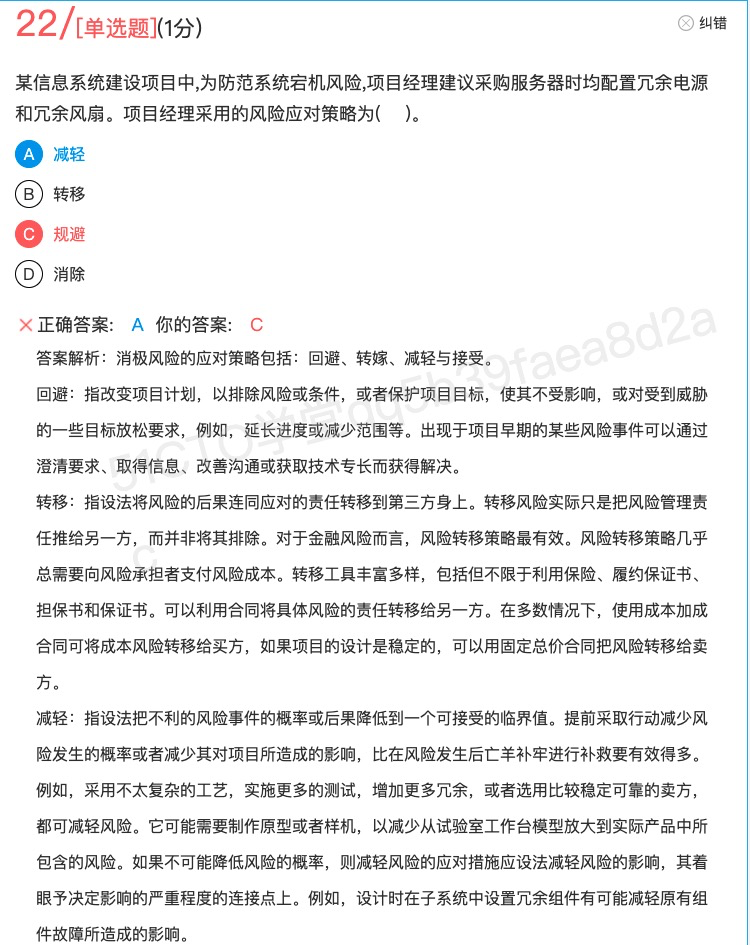 22/[单选题](1分)
纠错
某信息系统建设项目中,为防范系统宕机风险,项目经理建议采购服务器时均配置冗余电源
和冗余风扇。项目经理采用的风险应对策略为( )。
A 减轻
B 转移
C 规避
D 消除
正确答案: A 你的答案: C
答案解析：消极风险的应对策略包括：回避、转嫁、减轻与接受。
回避：指改变项目计划，以排除风险或条件，或者保护项目目标，使其不受影响，或对受到威胁
的一些目标放松要求，例如，延长进度或减少范围等。出现于项目早期的某些风险事件可以通过
澄清要求、取得信息、改善沟通或获取技术专长而获得解决。
转移：指设法将风险的后果连同应对的责任转移到第三方身上。转移风险实际只是把风险管理责
任推给另一方，而并非将其排除。对于金融风险而言，风险转移策略最有效。风险转移策略几乎
总需要向风险承担者支付风险成本。转移工具丰富多样，包括但不限于利用保险、履约保证书、
担保书和保证书。可以利用合同将具体风险的责任转移给另一方。在多数情况下，使用成本加成
合同可将成本风险转移给买方，如果项目的设计是稳定的，可以用固定总价合同把风险转移给卖
方。
减轻：指设法把不利的风险事件的概率或后果降低到一个可接受的临界值。提前采取行动减少风
险发生的概率或者减少其对项目所造成的影响，比在风险发生后亡羊补牢进行补救要有效得多。
例如，采用不太复杂的工艺，实施更多的测试，增加更多冗余，或者选用比较稳定可靠的卖方，
都可减轻风险。它可能需要制作原型或者样机，以减少从试验室工作台模型放大到实际产品中所
包含的风险。如果不可能降低风险的概率，则减轻风险的应对措施应设法减轻风险的影响，其着
眼予决定影响的严重程度的连接点上。例如，设计时在子系统中设置冗余组件有可能减轻原有组
件故障所造成的影响。